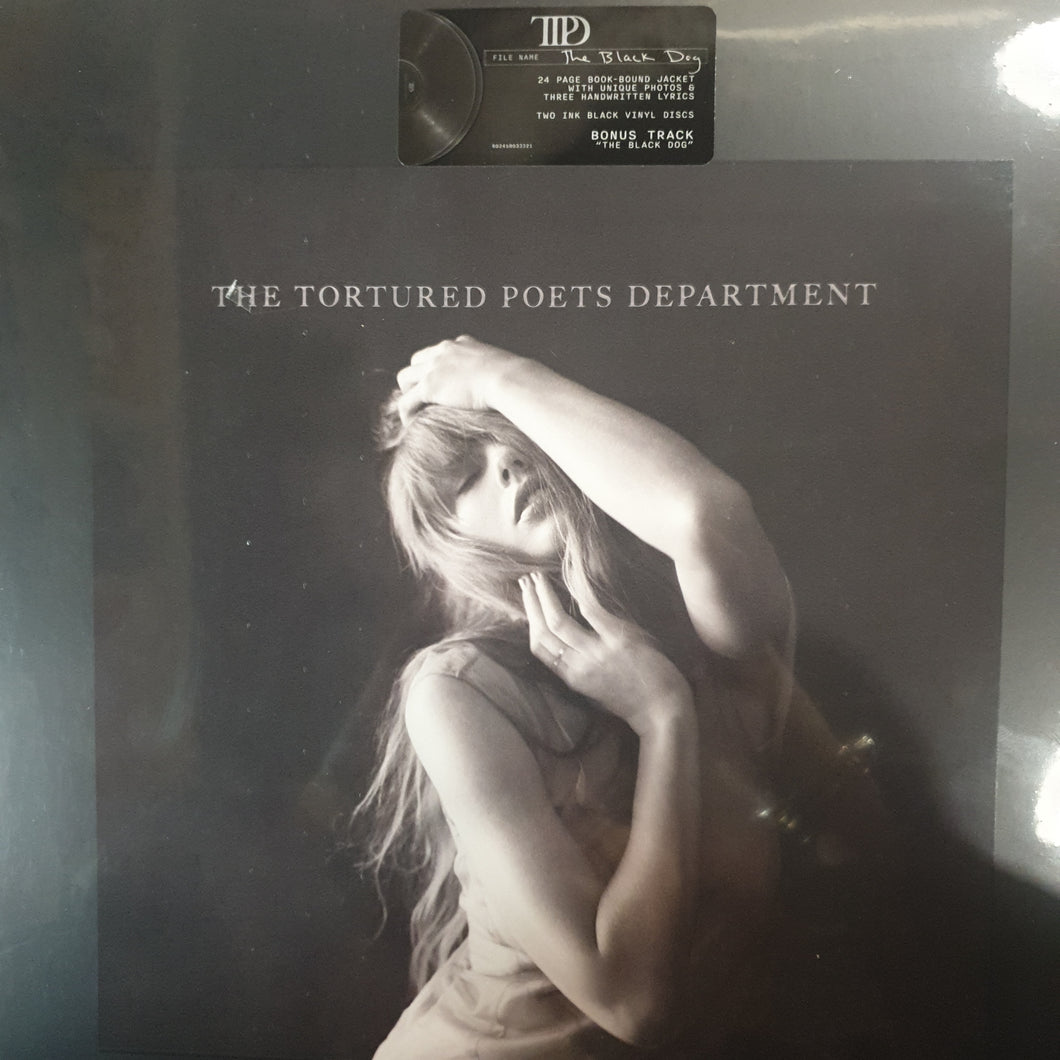 TTPD
FILE NAME The Black Dog
24 PAGE BOOK-BOUND JACKET
WITH UNIQUE PHOTOS &
THREE HANDWRITTEN LYRICS
TWO INK BLACK VINYL DISCS
BONUS TRACK
602458933321 “THE BLACK DOG”
THE TORTURED POETS DEPARTMENT